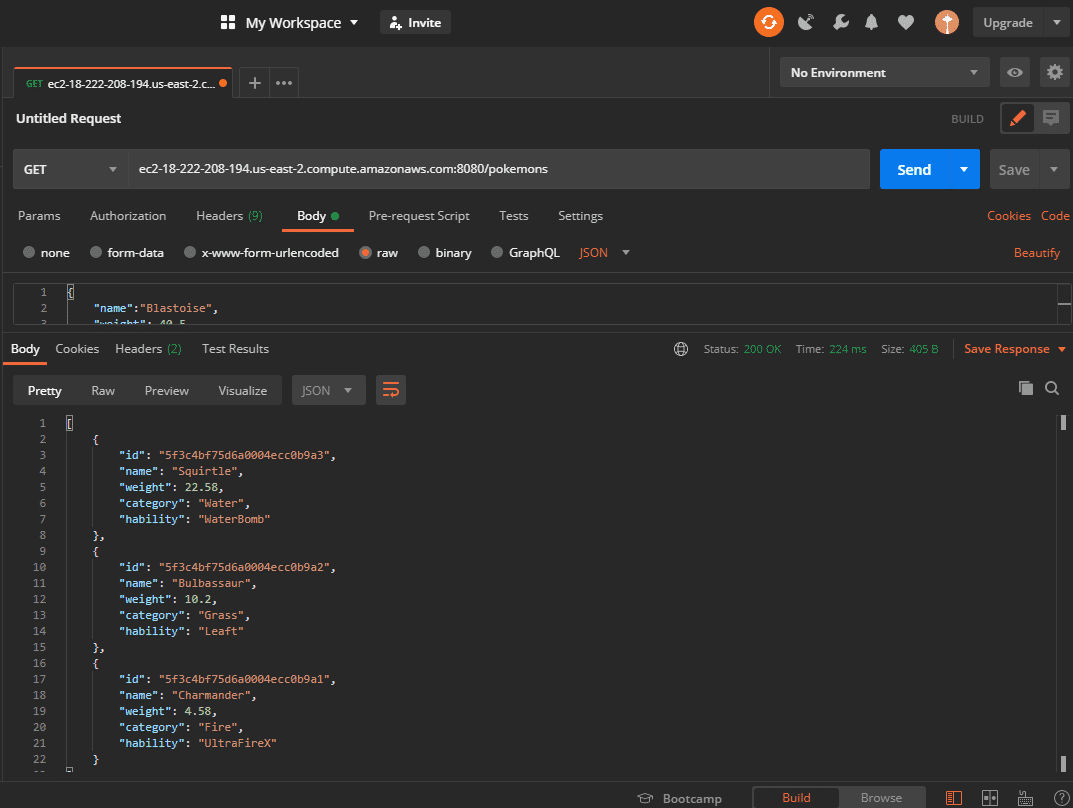 My Workspace Invite Upgrade
GET ec2-18-222-208-194.us-east-2.c... + ••• No Environment
Untitled Request BUILD
GET ec2-18-222-208-194.us-east-2.compute.amazonaws.com:8080/pokemons Send Save
Params Authorization Headers (9) Body Pre-request Script Tests Settings Cookies Code
none form-data x-www-form-urlencoded raw binary GraphQL JSON Beautify
1 {
2 "name":"Blastoise",
3 "weight": 40.5
Body Cookies Headers (2) Test Results Status: 200 OK Time: 224 ms Size: 405 B Save Response
Pretty Raw Preview Visualize JSON
1 [
2 {
3 "id": "5f3c4bf75d6a0004ecc0b9a3",
4 "name": "Squirtle",
5 "weight": 22.58,
6 "category": "Water",
7 "hability": "WaterBomb"
8 },
9 {
10 "id": "5f3c4bf75d6a0004ecc0b9a2",
11 "name": "Bulbassaur",
12 "weight": 10.2,
13 "category": "Grass",
14 "hability": "Leaft"
15 },
16 {
17 "id": "5f3c4bf75d6a0004ecc0b9a1",
18 "name": "Charmander",
19 "weight": 4.58,
20 "category": "Fire",
21 "hability": "UltraFireX"
22 }
Bootcamp Build Browse